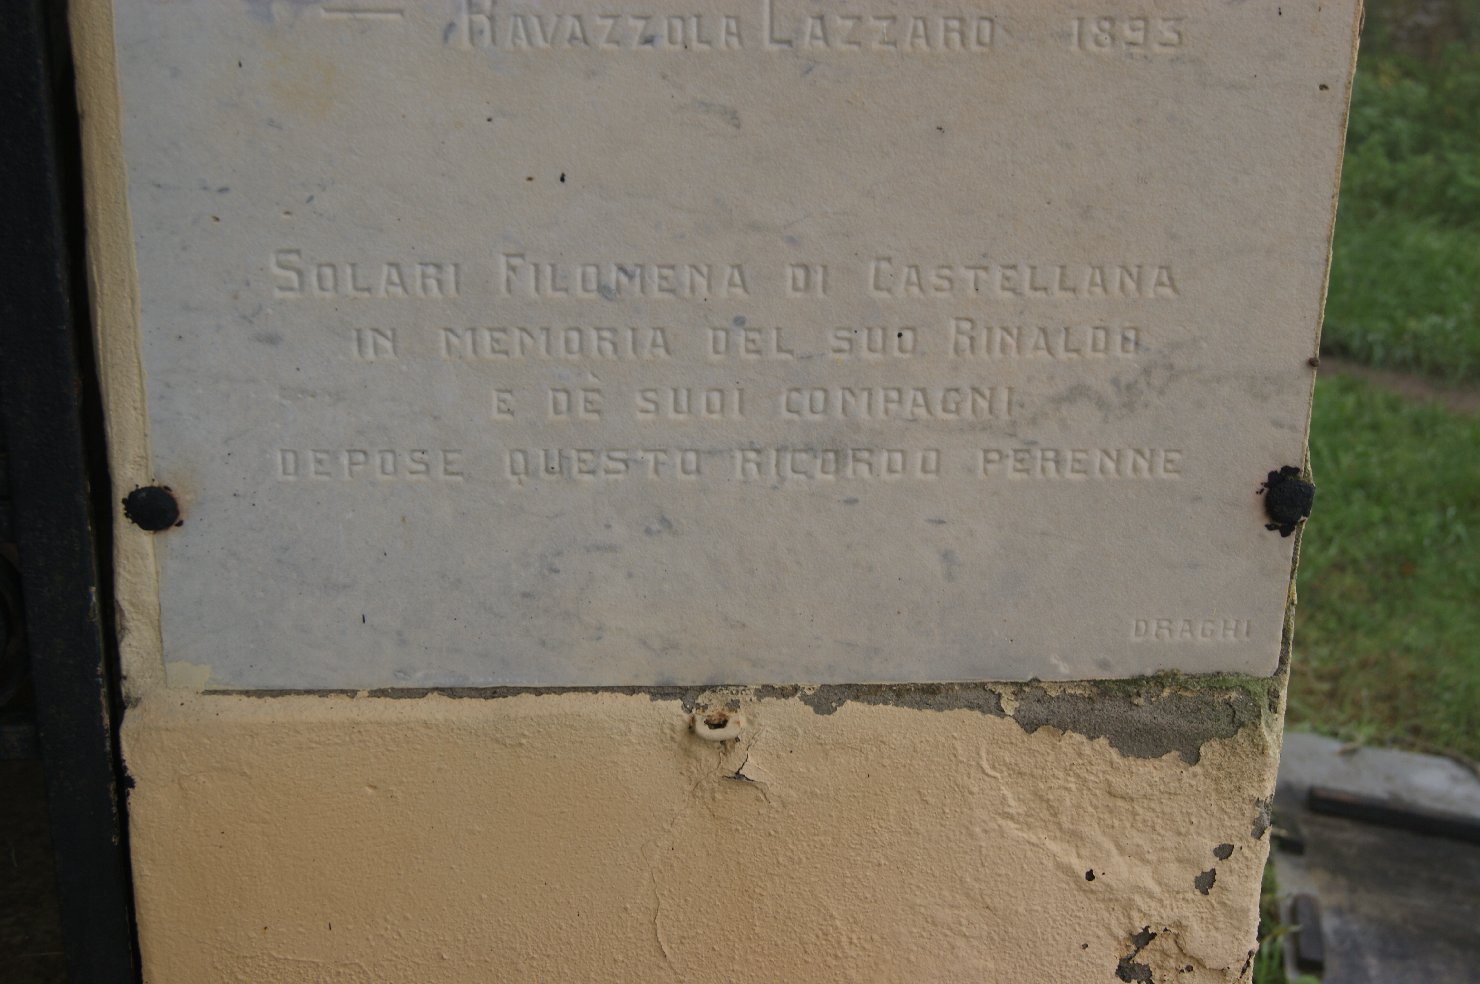 — Ravazzola Lazzaro 1893
Solari Filomena di Castellana
in memoria del suo Rinaldo
e de' suoi compagni
depose questo ricordo perenne
Draghi